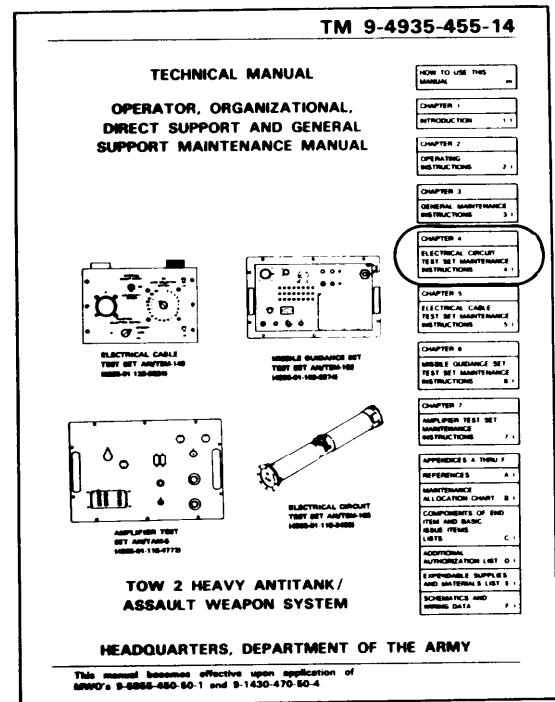 TM 9-4935-455-14
TECHNICAL MANUAL
OPERATOR, ORGANIZATIONAL,
DIRECT SUPPORT AND GENERAL
SUPPORT MAINTENANCE MANUAL
HOW TO USE THIS
MANUAL
CHAPTER 1
INTRODUCTION 1-1
CHAPTER 2
OPERATING
INSTRUCTIONS 2-1
CHAPTER 3
GENERAL MAINTENANCE
INSTRUCTIONS 3-1
CHAPTER 4
ELECTRICAL CIRCUIT
TEST SET MAINTENANCE
INSTRUCTIONS 4-1
CHAPTER 5
ELECTRICAL CABLE
TEST SET MAINTENANCE
INSTRUCTIONS 5-1
CHAPTER 6
MISSILE GUIDANCE SET
TEST SET MAINTENANCE
INSTRUCTIONS 6-1
CHAPTER 7
AMPLIFIER TEST SET
MAINTENANCE
INSTRUCTIONS 7-1
APPENDICES A THRU F
REFERENCES A-1
MAINTENANCE
ALLOCATION CHART B-1
COMPONENTS OF END
ITEM AND BASIC
ISSUE ITEMS
LISTS C-1
ADDITIONAL
AUTHORIZATION LIST D-1
EXPENDABLE SUPPLIES
AND MATERIALS LIST E-1
SCHEMATICS AND
WIRING DATA F-1
ELECTRICAL CABLE
TEST SET
MISSILE GUIDANCE SET
TEST SET
AMPLIFIER TEST
SET
ELECTRICAL CIRCUIT
TEST SET
TOW 2 HEAVY ANTITANK/
ASSAULT WEAPON SYSTEM
HEADQUARTERS, DEPARTMENT OF THE ARMY
This manual becomes effective upon application of
MWO's 9-1430-470-50-4